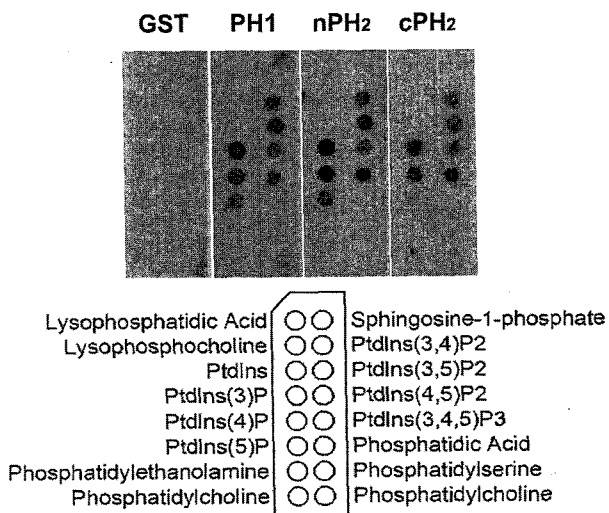 GST PH1 nPH2 cPH2
Lysophosphatidic Acid Sphingosine-1-phosphate
Lysophosphocholine PtdIns(3,4)P2
PtdIns PtdIns(3,5)P2
PtdIns(3)P PtdIns(4,5)P2
PtdIns(4)P PtdIns(3,4,5)P3
PtdIns(5)P Phosphatidic Acid
Phosphatidylethanolamine Phosphatidylserine
Phosphatidylcholine Phosphatidylcholine